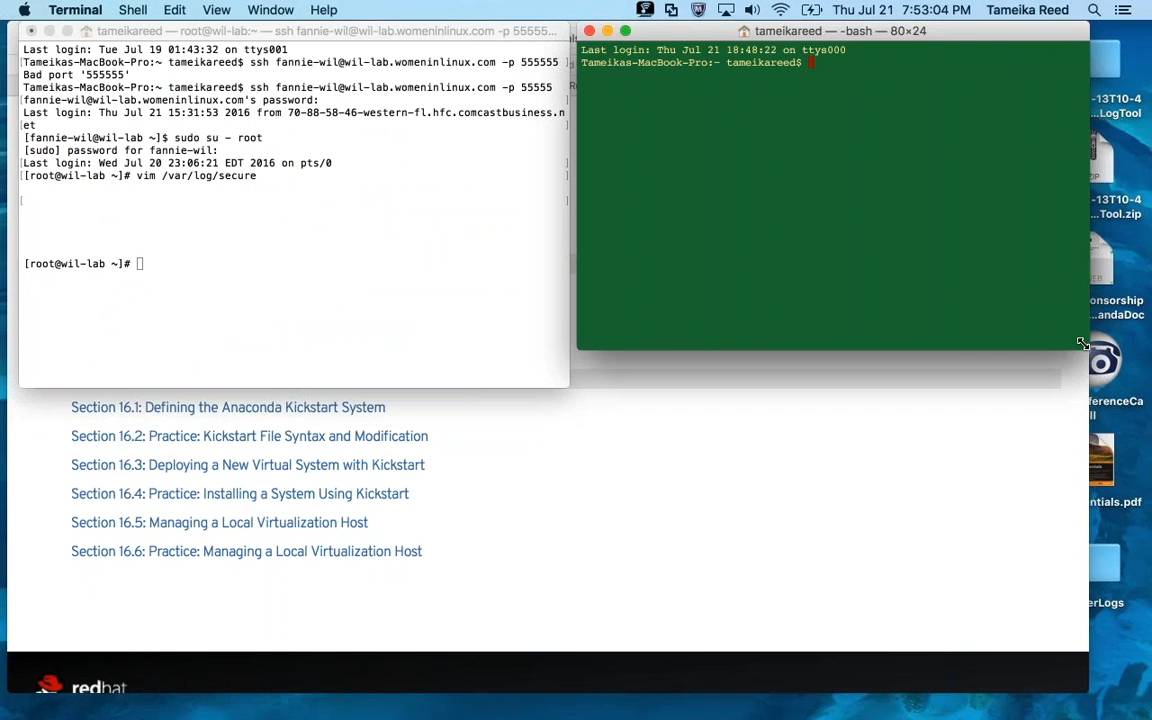 Terminal Shell Edit View Window Help Thu Jul 21 7:53:04 PM Tameika Reed
tameikareed — root@wil-lab:~ — ssh fannie-wil@wil-lab.womeninlinux.com -p 55555...
Last login: Tue Jul 19 01:43:32 on ttys001
Tameikas-MacBook-Pro:~ tameikareed$ ssh fannie-wil@wil-lab.womeninlinux.com -p 555555
Bad port '555555'
Tameikas-MacBook-Pro:~ tameikareed$ ssh fannie-wil@wil-lab.womeninlinux.com -p 55555
[fannie-wil@wil-lab.womeninlinux.com's password: ]
Last login: Thu Jul 21 15:31:53 2016 from 70-88-58-46-western-fl.hfc.comcastbusiness.n
et
[[fannie-wil@wil-lab ~]$ sudo su - root ]
[[sudo] password for fannie-wil:
Last login: Wed Jul 20 23:06:21 EDT 2016 on pts/0
[[root@wil-lab ~]# vim /var/log/secure ]
[ ]
[root@wil-lab ~]#
tameikareed — -bash — 80×24
Last login: Thu Jul 21 18:48:22 on ttys000
Tameikas-MacBook-Pro:~ tameikareed$
Section 16.1: Defining the Anaconda Kickstart System
Section 16.2: Practice: Kickstart File Syntax and Modification
Section 16.3: Deploying a New Virtual System with Kickstart
Section 16.4: Practice: Installing a System Using Kickstart
Section 16.5: Managing a Local Virtualization Host
Section 16.6: Practice: Managing a Local Virtualization Host
redhat
-13T10-4
...LogTool
ZIP
-13T10-4
...Tool.zip
onsorship
...andaDoc
ferenceCa
ll
ntials.pdf
erLogs